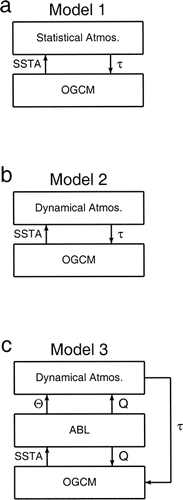 a
Model 1
Statistical Atmos.
SSTA τ
OGCM
b
Model 2
Dynamical Atmos.
SSTA τ
OGCM
c
Model 3
Dynamical Atmos.
Θ Q τ
ABL
SSTA Q
OGCM